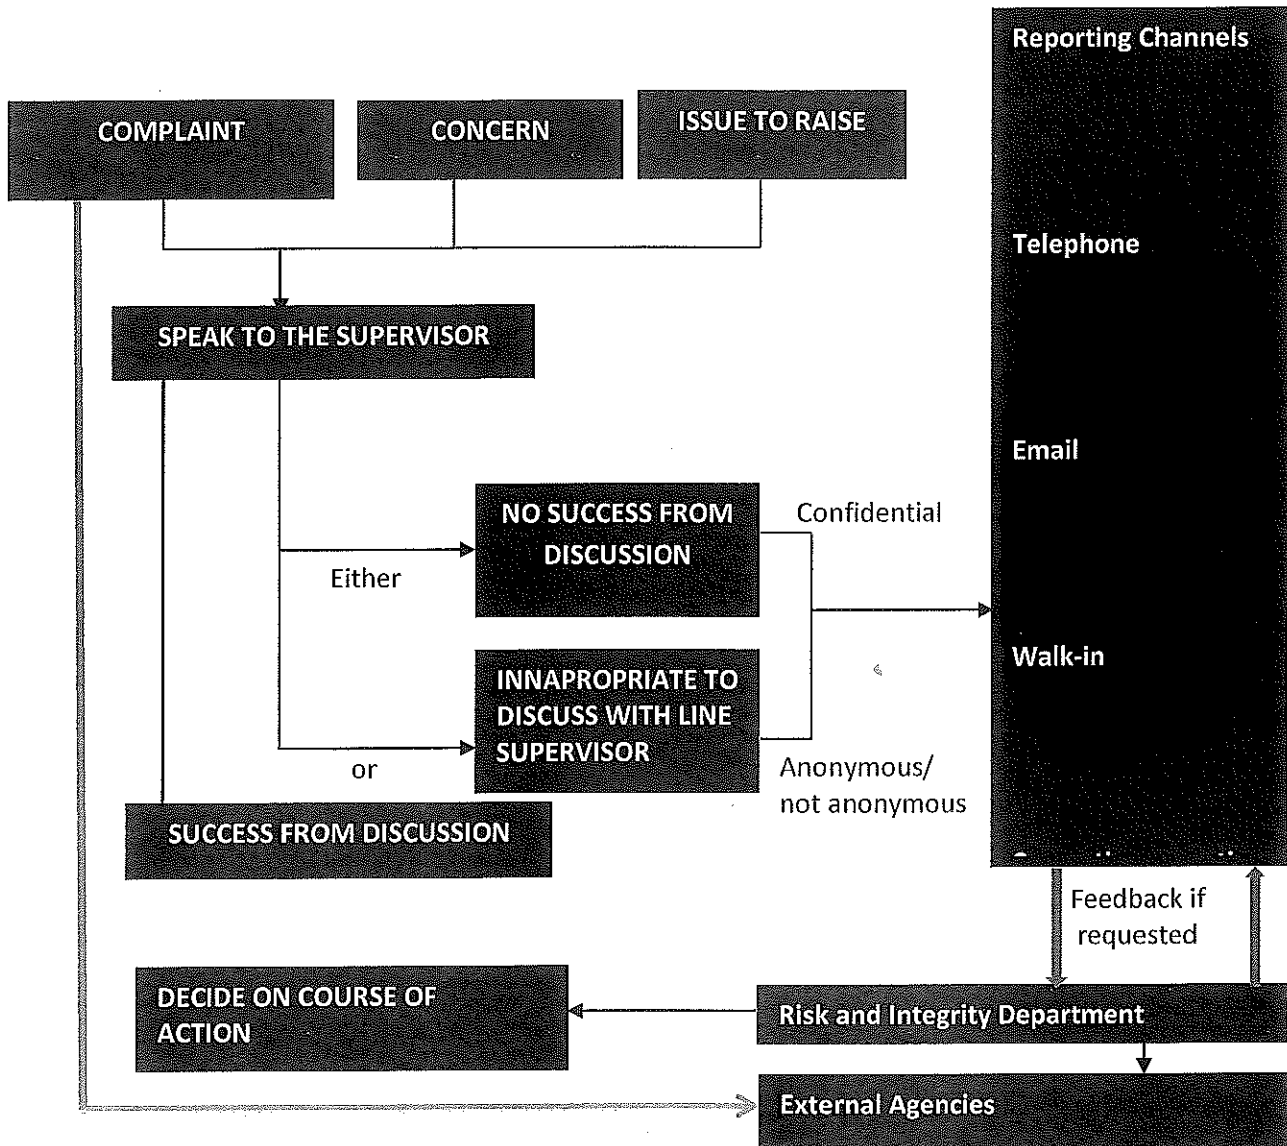 Reporting Channels
COMPLAINT
CONCERN
ISSUE TO RAISE
Telephone
SPEAK TO THE SUPERVISOR
Email
NO SUCCESS FROM
DISCUSSION
Confidential
Either
Walk-in
INNAPROPRIATE TO
DISCUSS WITH LINE
SUPERVISOR
or
Anonymous/
not anonymous
SUCCESS FROM DISCUSSION
Feedback if
requested
DECIDE ON COURSE OF
ACTION
Risk and Integrity Department
External Agencies